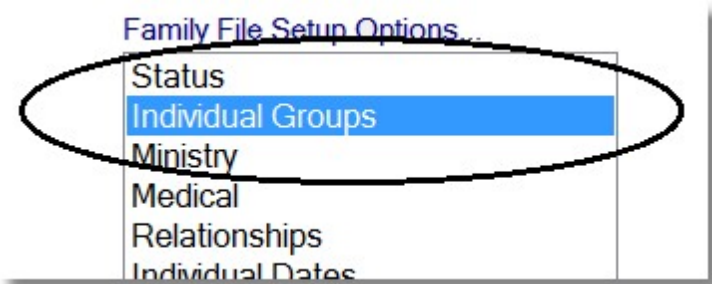 Family File Setup Options...
Status
Individual Groups
Ministry
Medical
Relationships
Individual Dates